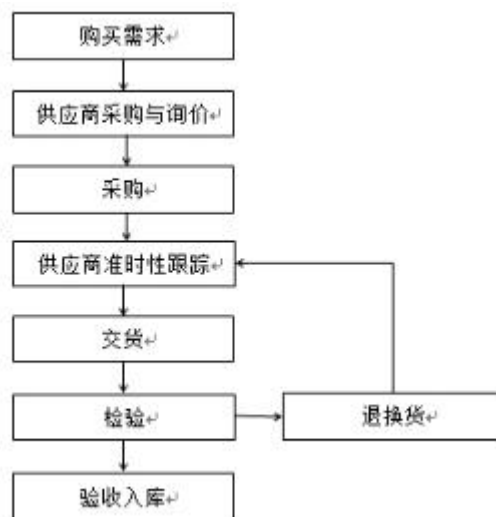 购买需求
供应商采购与询价
采购
供应商准时性跟踪
交货
检验
退换货
验收入库